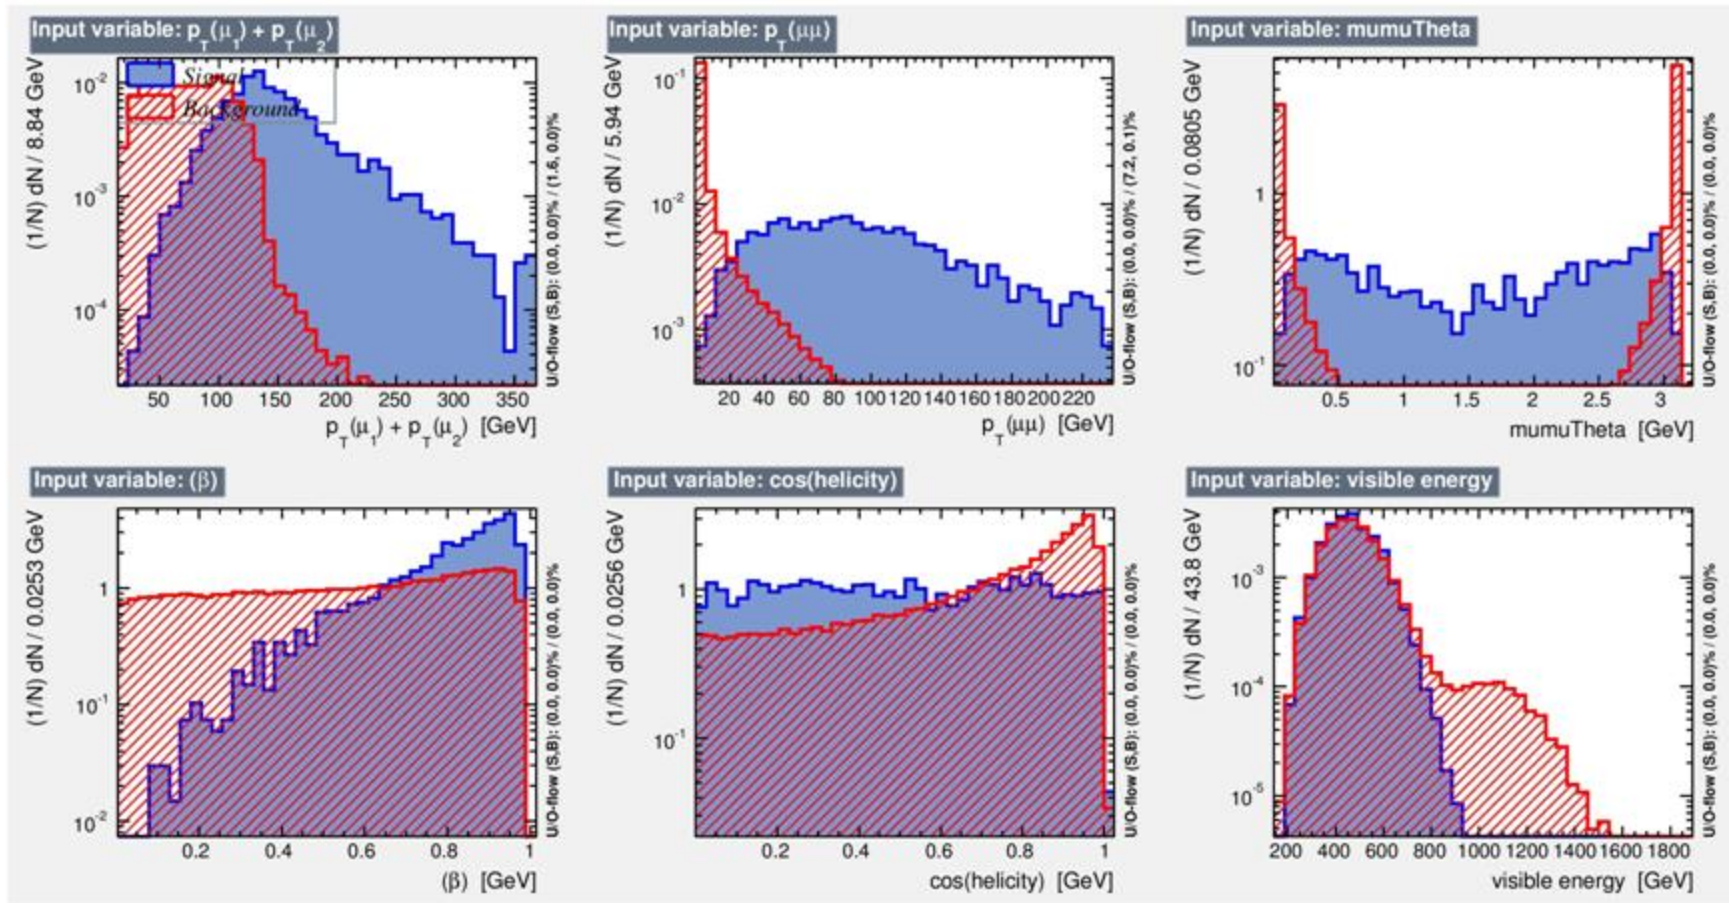 Input variable: p_T(μ_1) + p_T(μ_2)
(1/N) dN / 8.84 GeV
10^-2
10^-3
10^-4
Signal
Background
U/O-flow (S,B): (0.0, 0.0)% / (1.6, 0.0)%
50 100 150 200 250 300 350
p_T(μ_1) + p_T(μ_2) [GeV]
Input variable: p_T(μμ)
(1/N) dN / 5.94 GeV
10^-1
10^-2
10^-3
U/O-flow (S,B): (0.0, 0.0)% / (7.2, 0.1)%
20 40 60 80 100 120 140 160 180 200 220
p_T(μμ) [GeV]
Input variable: mumuTheta
(1/N) dN / 0.0805 GeV
1
10^-1
U/O-flow (S,B): (0.0, 0.0)% / (0.0, 0.0)%
0.5 1 1.5 2 2.5 3
mumuTheta [GeV]
Input variable: (β)
(1/N) dN / 0.0253 GeV
1
10^-1
10^-2
U/O-flow (S,B): (0.0, 0.0)% / (0.0, 0.0)%
0.2 0.4 0.6 0.8 1
(β) [GeV]
Input variable: cos(helicity)
(1/N) dN / 0.0256 GeV
1
10^-1
U/O-flow (S,B): (0.0, 0.0)% / (0.0, 0.0)%
0.2 0.4 0.6 0.8 1
cos(helicity) [GeV]
Input variable: visible energy
(1/N) dN / 43.8 GeV
10^-3
10^-4
10^-5
U/O-flow (S,B): (0.0, 0.0)% / (0.0, 0.0)%
200 400 600 800 1000 1200 1400 1600 1800
visible energy [GeV]